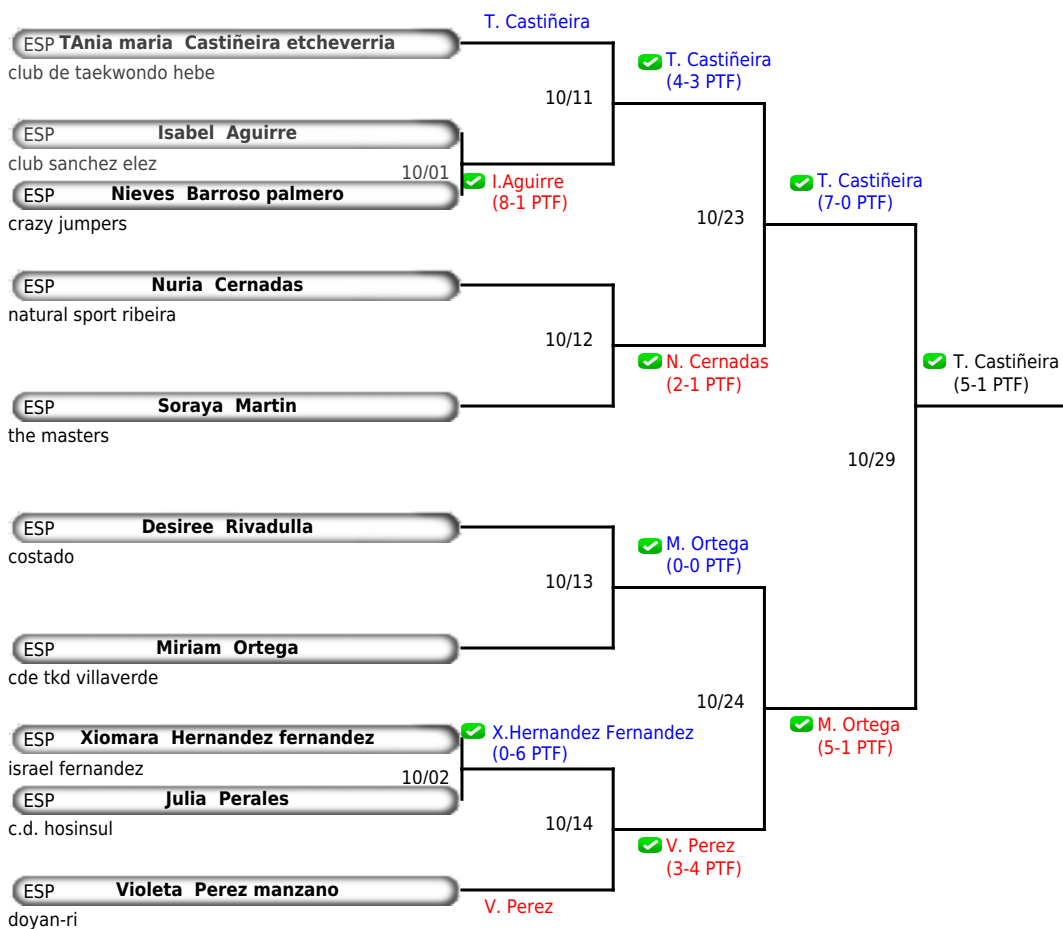 T. Castiñeira
ESP TAnia maria Castiñeira etcheverria
club de taekwondo hebe
T. Castiñeira
(4-3 PTF)
10/11
ESP Isabel Aguirre
club sanchez elez
10/01
I.Aguirre
(8-1 PTF)
ESP Nieves Barroso palmero
crazy jumpers
T. Castiñeira
(7-0 PTF)
10/23
ESP Nuria Cernadas
natural sport ribeira
10/12
N. Cernadas
(2-1 PTF)
T. Castiñeira
(5-1 PTF)
ESP Soraya Martin
the masters
10/29
ESP Desiree Rivadulla
costado
M. Ortega
(0-0 PTF)
10/13
ESP Miriam Ortega
cde tkd villaverde
10/24
M. Ortega
(5-1 PTF)
ESP Xiomara Hernandez fernandez
israel fernandez
X.Hernandez Fernandez
(0-6 PTF)
10/02
ESP Julia Perales
c.d. hosinsul
10/14
V. Perez
(3-4 PTF)
ESP Violeta Perez manzano
doyan-ri
V. Perez